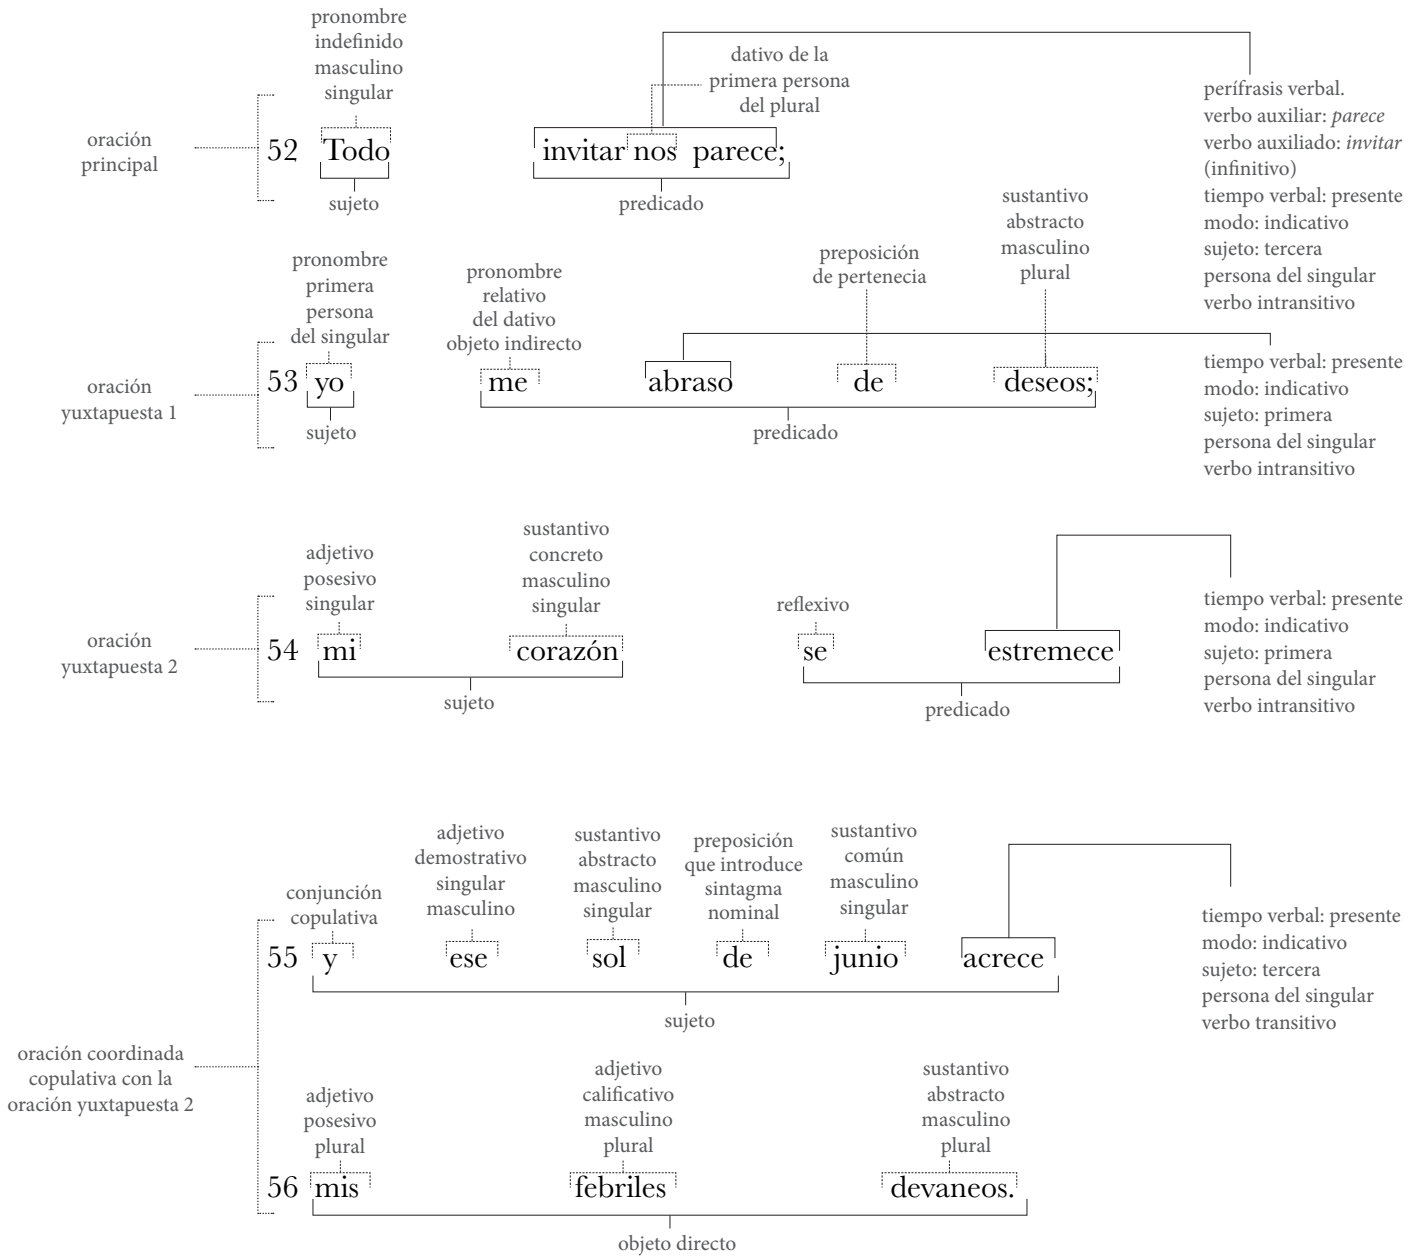 pronombre
indefinido
masculino
singular
dativo de la
primera persona
del plural
perífrasis verbal.
verbo auxiliar: parece
verbo auxiliado: invitar
(infinitivo)
tiempo verbal: presente
modo: indicativo
sujeto: tercera
persona del singular
verbo intransitivo
oración
principal
52 Todo invitar nos parece;
sujeto
predicado
pronombre
primera
persona
del singular
pronombre
relativo
del dativo
objeto indirecto
preposición
de pertenecia
sustantivo
abstracto
masculino
plural
oración
yuxtapuesta 1
53 yo me abraso de deseos;
sujeto
predicado
tiempo verbal: presente
modo: indicativo
sujeto: primera
persona del singular
verbo intransitivo
adjetivo
posesivo
singular
sustantivo
concreto
masculino
singular
reflexivo
oración
yuxtapuesta 2
54 mi corazón se estremece
sujeto
predicado
tiempo verbal: presente
modo: indicativo
sujeto: primera
persona del singular
verbo intransitivo
conjunción
copulativa
adjetivo
demostrativo
singular
masculino
sustantivo
abstracto
masculino
singular
preposición
que introduce
sintagma
nominal
sustantivo
común
masculino
singular
55 y ese sol de junio acrece
sujeto
tiempo verbal: presente
modo: indicativo
sujeto: tercera
persona del singular
verbo transitivo
oración coordinada
copulativa con la
oración yuxtapuesta 2
adjetivo
posesivo
plural
adjetivo
calificativo
masculino
plural
sustantivo
abstracto
masculino
plural
56 mis febriles devaneos.
objeto directo